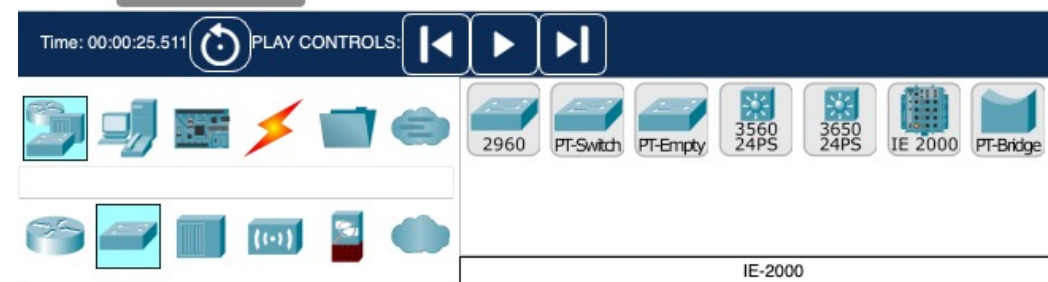 Time: 00:00:25.511 PLAY CONTROLS:
2960 PT-Switch PT-Empty 3560 24PS 3650 24PS IE 2000 PT-Bridge
IE-2000